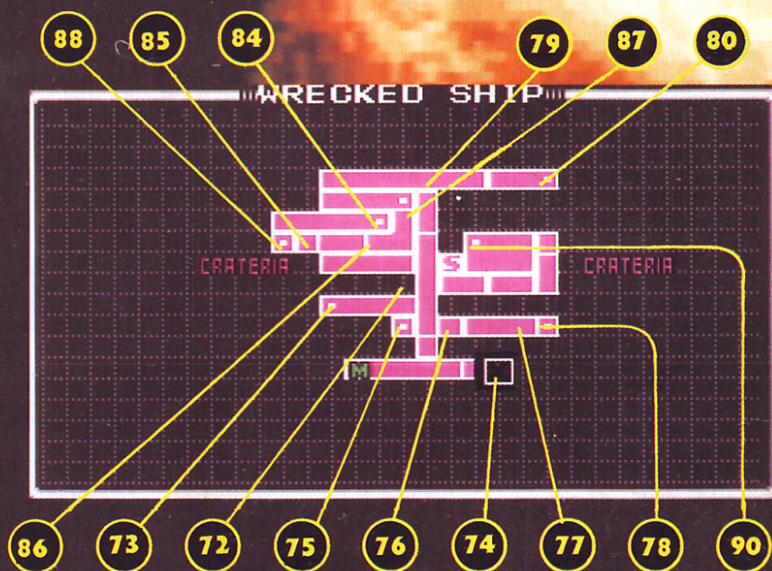 88 85 84 79 87 80
WRECKED SHIP
S
CRATERIA CRATERIA
M
86 73 72 75 76 74 77 78 90